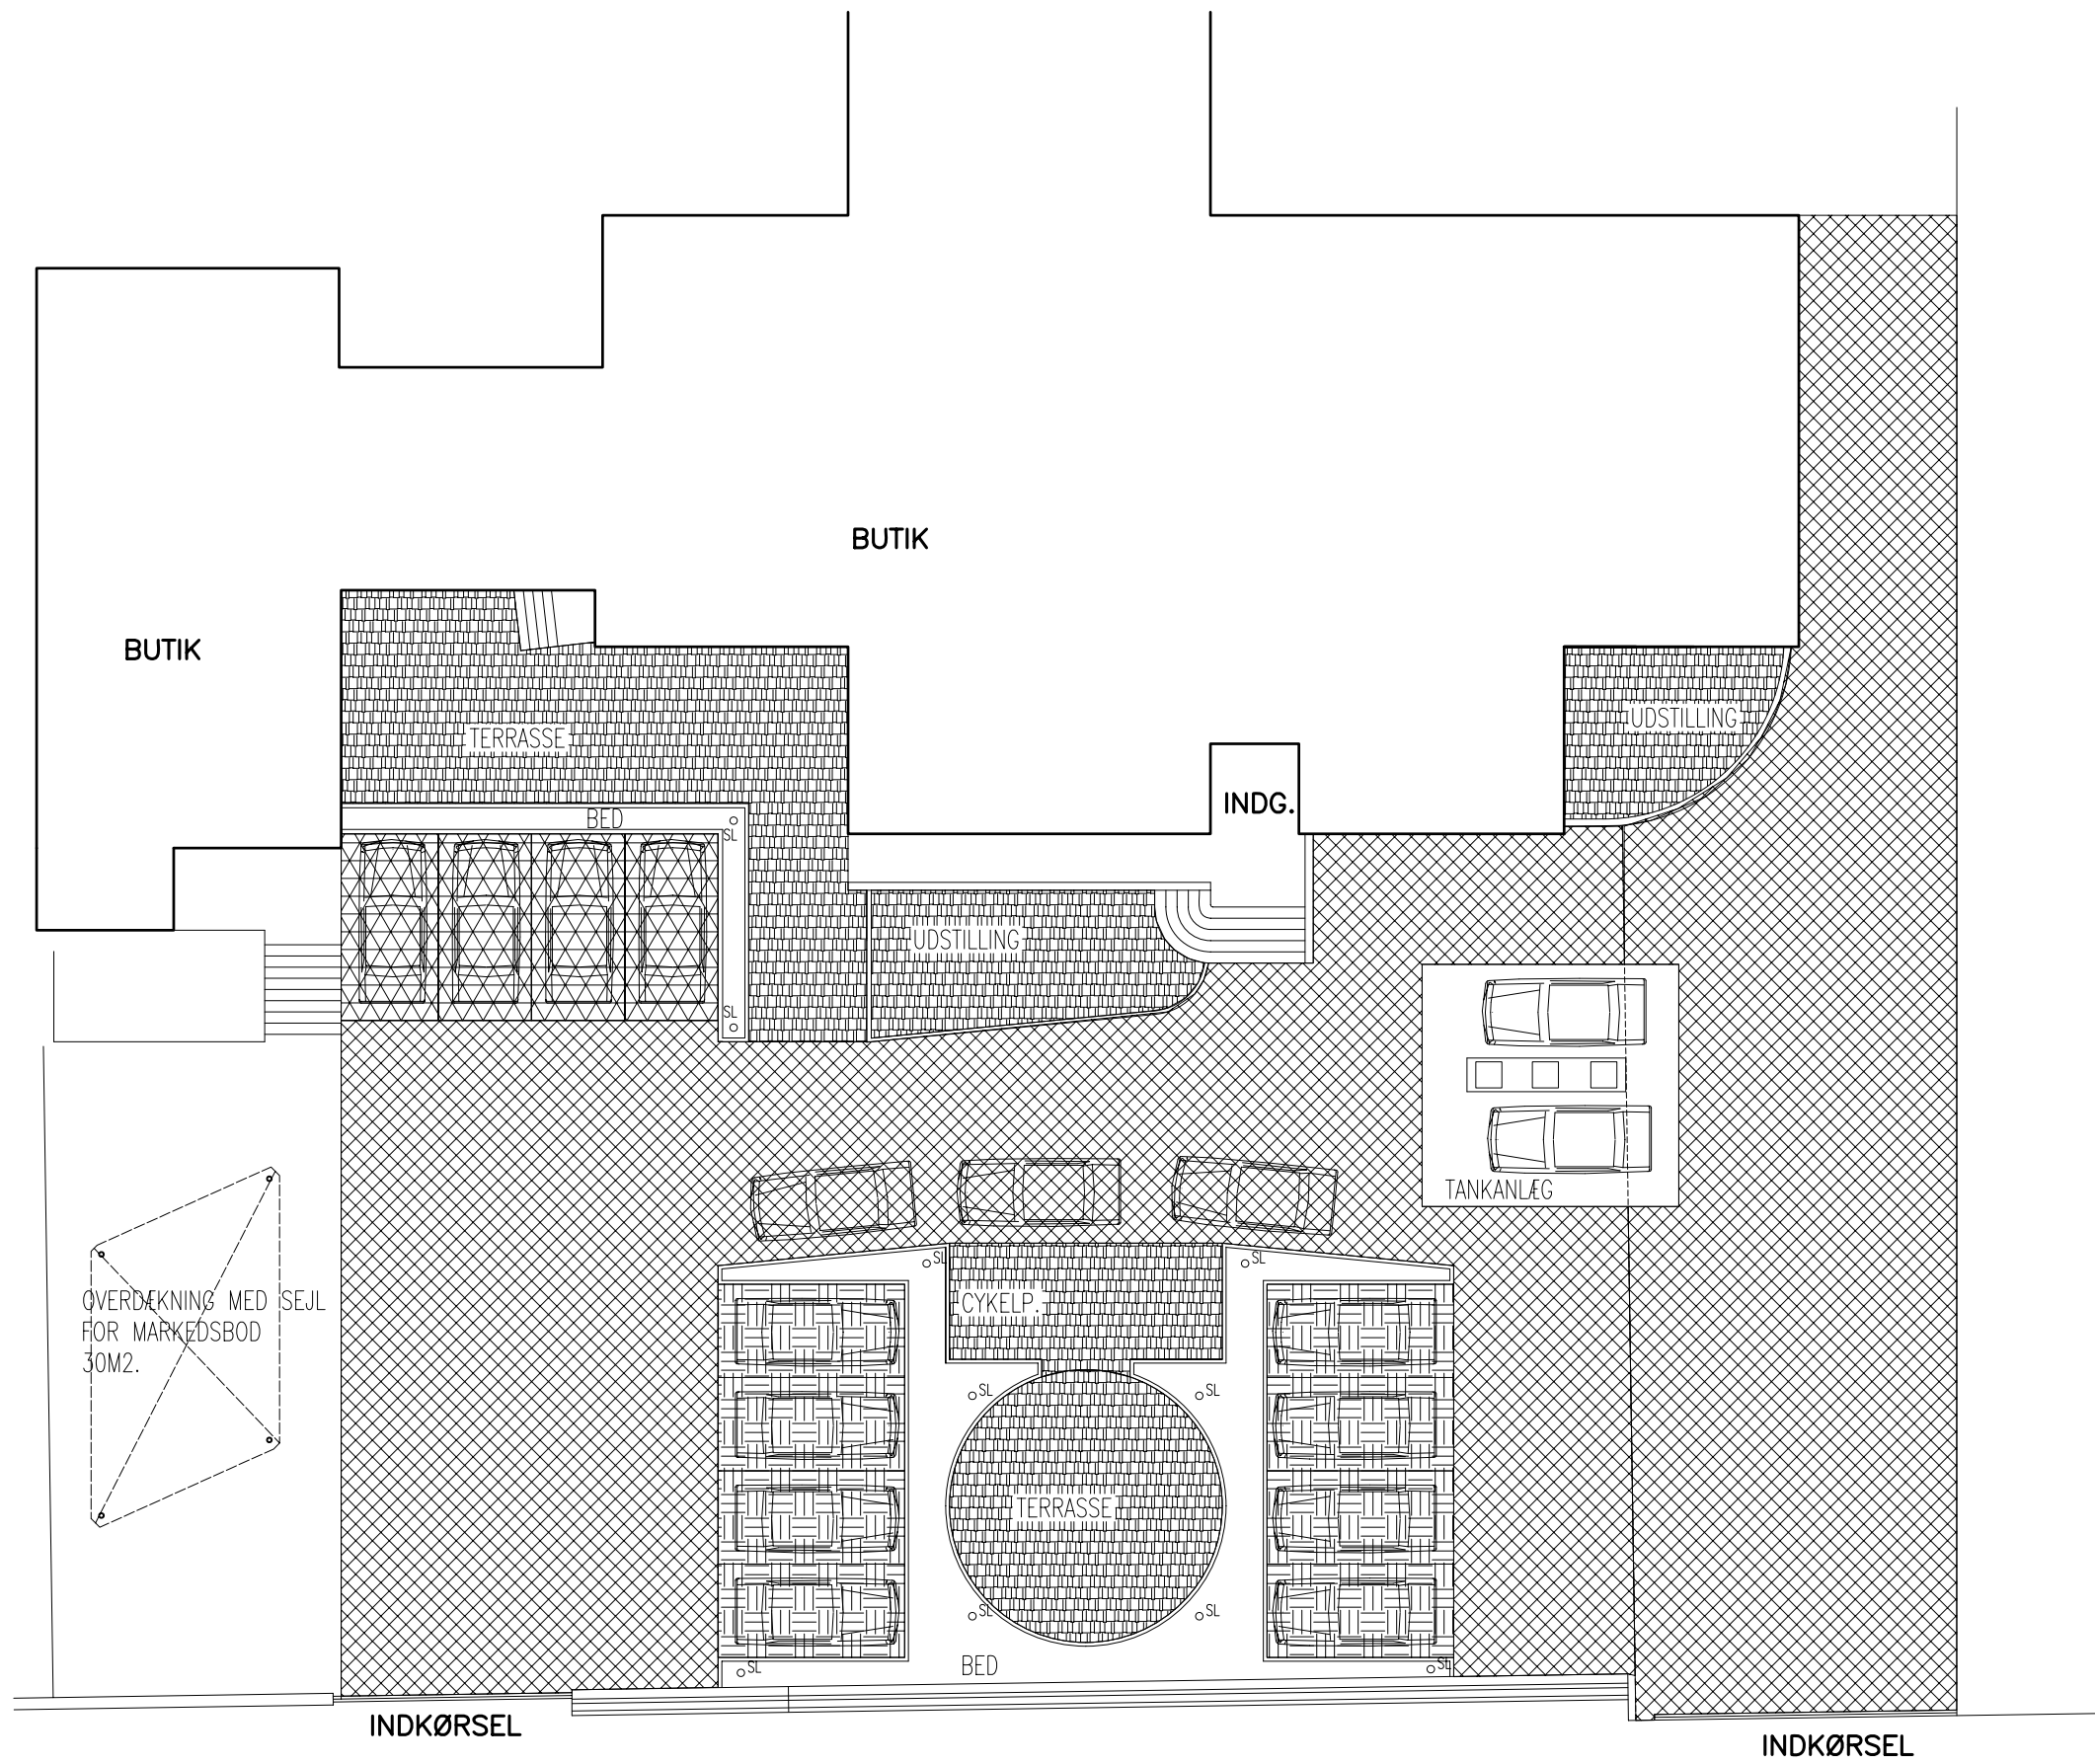 BUTIK
BUTIK
UDSTILLING
TERRASSE
INDG.
BED
SL
UDSTILLING
SL
TANKANLÆG
SL
SL
OVERDÆKNING MED SEJL
FOR MARKEDSBOD
30M2.
CYKELP.
SL
SL
TERRASSE
SL
SL
BED
SL
SL
INDKØRSEL
INDKØRSEL